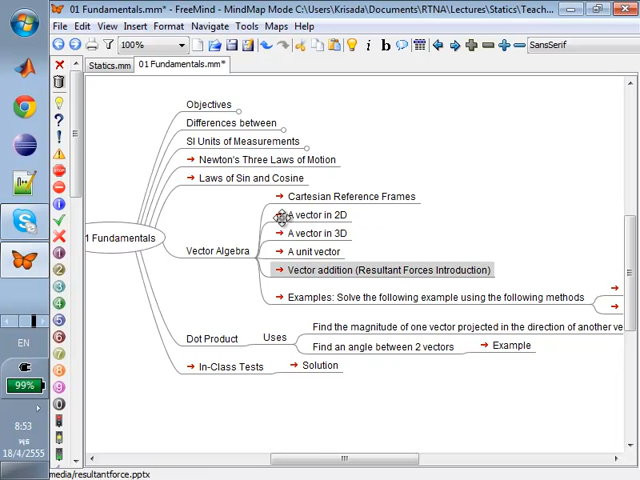 01 Fundamentals.mm* - FreeMind - MindMap Mode C:\Users\Krisada\Documents\RTNA\Lectures\Statics\Teach...
File Edit View Insert Format Navigate Tools Maps Help
100% SansSerif
Statics.mm 01 Fundamentals.mm*
Objectives
Differences between
SI Units of Measurements
Newton's Three Laws of Motion
Laws of Sin and Cosine
Cartesian Reference Frames
A vector in 2D
A vector in 3D
1 Fundamentals
Vector Algebra
A unit vector
Vector addition (Resultant Forces Introduction)
Examples: Solve the following example using the following methods
Find the magnitude of one vector projected in the direction of another ve
Dot Product
Uses
Find an angle between 2 vectors
Example
In-Class Tests
Solution
EN
99%
8:53
พุธ
18/4/2555
media/resultantforce.pptx